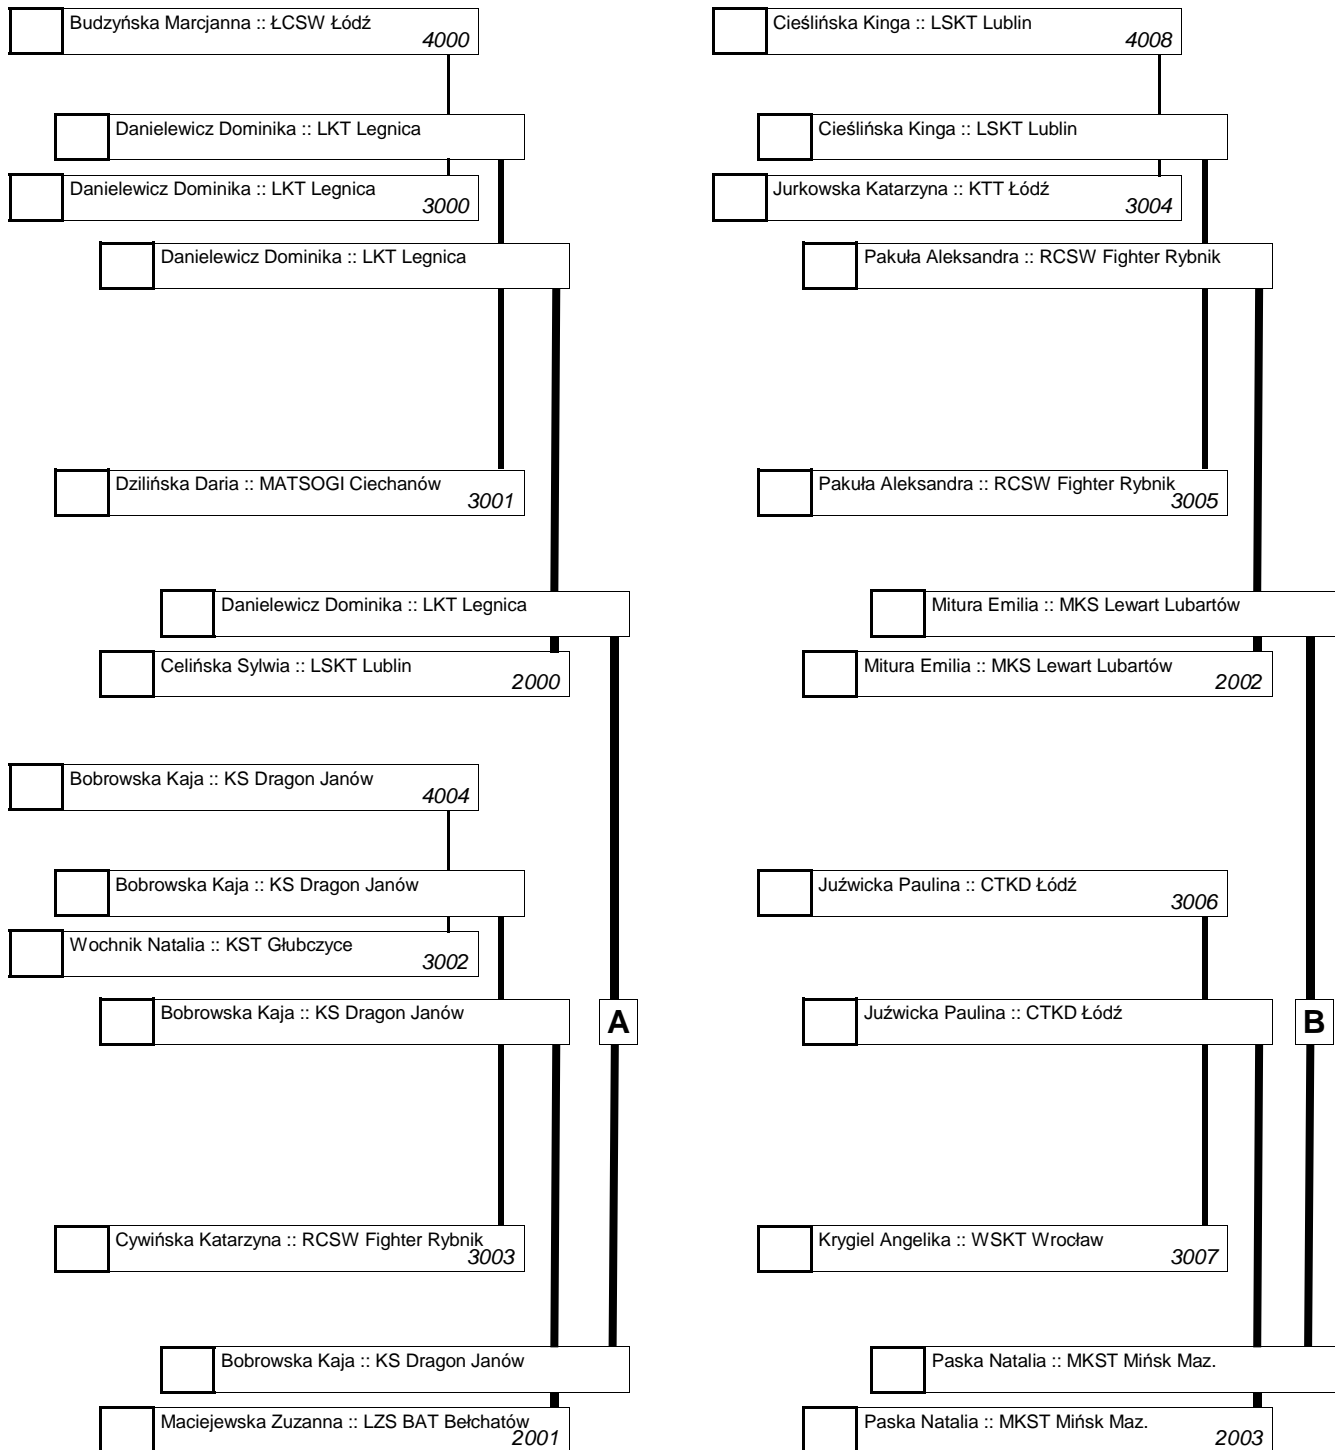 Budzyńska Marcjanna :: ŁCSW Łódź
4000
Danielewicz Dominika :: LKT Legnica
Danielewicz Dominika :: LKT Legnica
3000
Danielewicz Dominika :: LKT Legnica
Dzilińska Daria :: MATSOGI Ciechanów
3001
Danielewicz Dominika :: LKT Legnica
Celińska Sylwia :: LSKT Lublin
2000
Bobrowska Kaja :: KS Dragon Janów
4004
Bobrowska Kaja :: KS Dragon Janów
Wochnik Natalia :: KST Głubczyce
3002
Bobrowska Kaja :: KS Dragon Janów
A
Cywińska Katarzyna :: RCSW Fighter Rybnik
3003
Bobrowska Kaja :: KS Dragon Janów
Maciejewska Zuzanna :: LZS BAT Bełchatów
2001
Cieślińska Kinga :: LSKT Lublin
4008
Cieślińska Kinga :: LSKT Lublin
Jurkowska Katarzyna :: KTT Łódź
3004
Pakuła Aleksandra :: RCSW Fighter Rybnik
Pakuła Aleksandra :: RCSW Fighter Rybnik
3005
Mitura Emilia :: MKS Lewart Lubartów
Mitura Emilia :: MKS Lewart Lubartów
2002
Juźwicka Paulina :: CTKD Łódź
3006
Juźwicka Paulina :: CTKD Łódź
B
Krygiel Angelika :: WSKT Wrocław
3007
Paska Natalia :: MKST Mińsk Maz.
Paska Natalia :: MKST Mińsk Maz.
2003